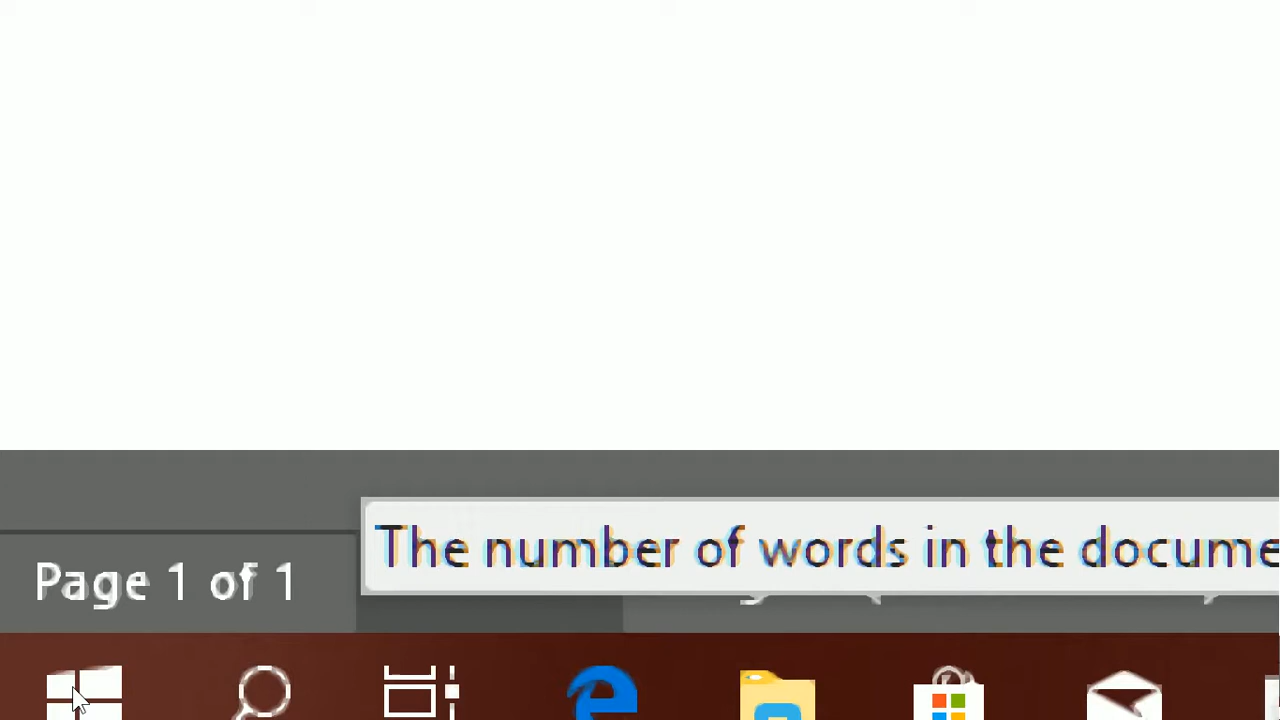 The number of words in the docume
Page 1 of 1